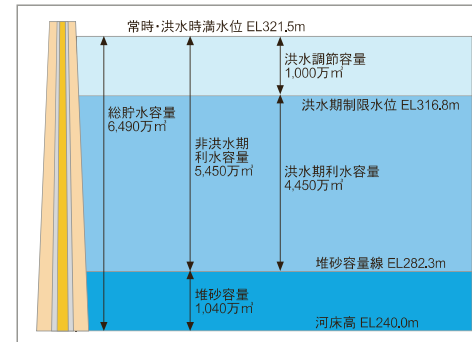 常時・洪水時満水位 EL321.5m
洪水調節容量
1,000万㎥
洪水期制限水位 EL316.8m
総貯水容量
6,490万㎥
非洪水期
利水容量
5,450万㎥
洪水期利水容量
4,450万㎥
堆砂容量線 EL282.3m
堆砂容量
1,040万㎥
河床高 EL240.0m